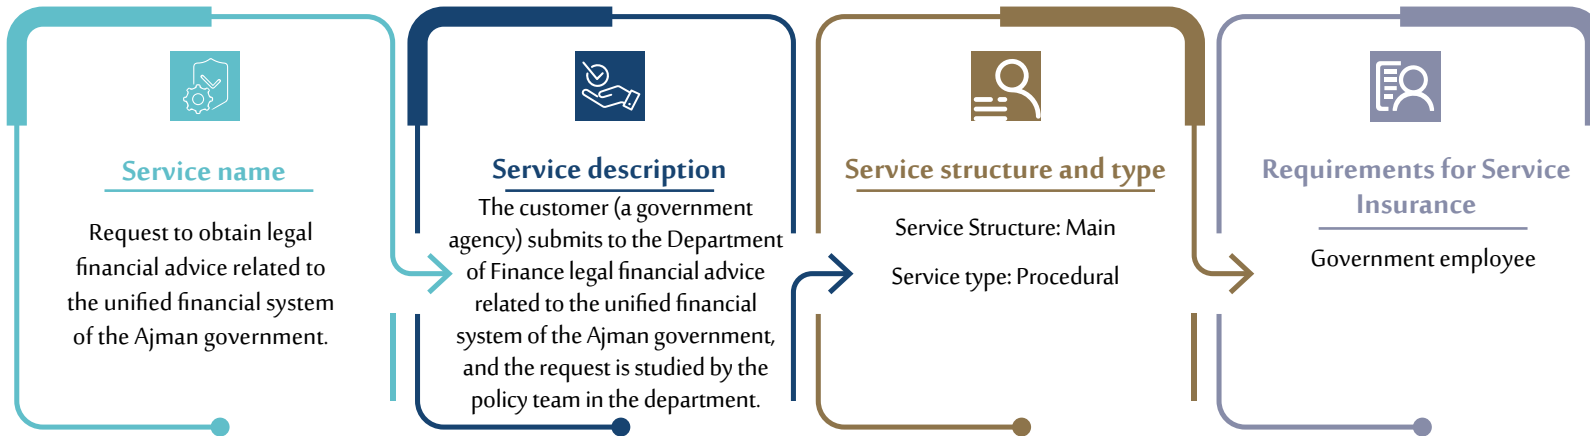 Service name
Request to obtain legal
financial advice related to
the unified financial system
of the Ajman government.
Service description
The customer (a government
agency) submits to the Department
of Finance legal financial advice
related to the unified financial
system of the Ajman government,
and the request is studied by the
policy team in the department.
Service structure and type
Service Structure: Main
Service type: Procedural
Requirements for Service
Insurance
Government employee